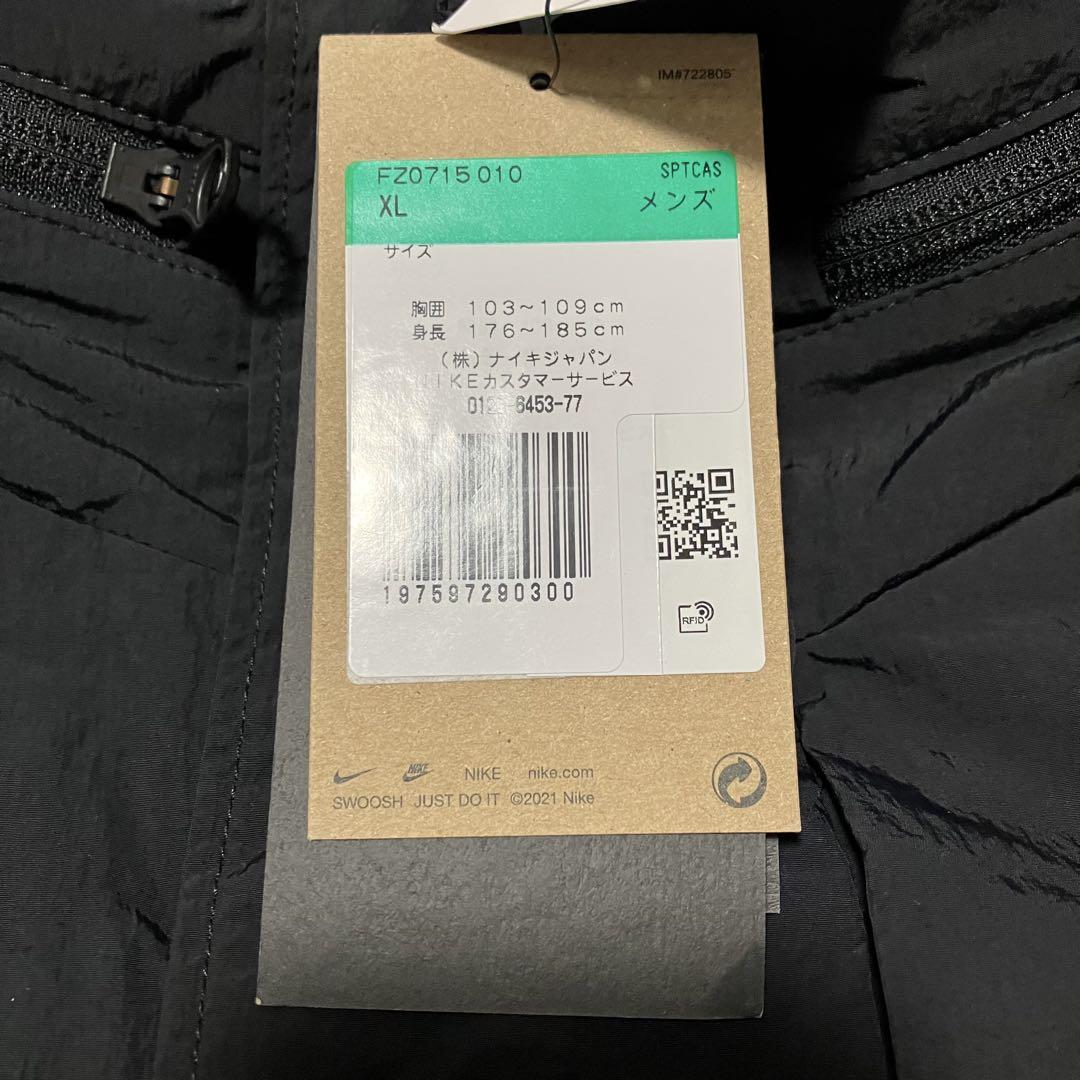 IM#722805
FZ0715 010 SPTCAS
XL メンズ
サイズ
胸囲 103~109cm
身長 176~185cm
(株)ナイキジャパン
NIKEカスタマーサービス
6453-77
197597290300
RFID
NIKE nike.com
SWOOSH JUST DO IT ©2021 Nike